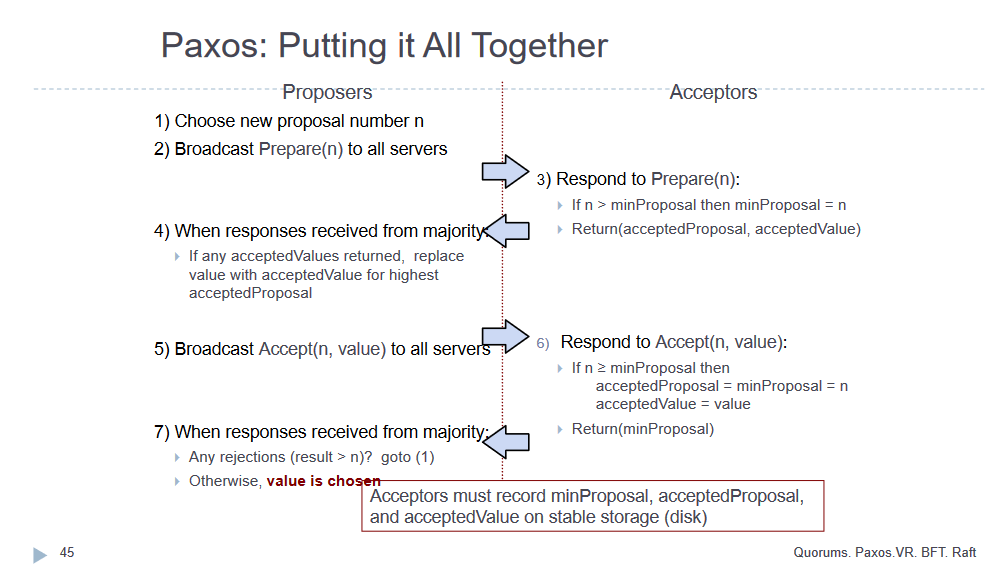 Paxos: Putting it All Together
Proposers
1) Choose new proposal number n
2) Broadcast Prepare(n) to all servers
4) When responses received from majority:
If any acceptedValues returned, replace
value with acceptedValue for highest
acceptedProposal
5) Broadcast Accept(n, value) to all servers
7) When responses received from majority:
Any rejections (result > n)? goto (1)
Otherwise, value is chosen
Acceptors
3) Respond to Prepare(n):
If n > minProposal then minProposal = n
Return(acceptedProposal, acceptedValue)
6) Respond to Accept(n, value):
If n ≥ minProposal then
acceptedProposal = minProposal = n
acceptedValue = value
Return(minProposal)
Acceptors must record minProposal, acceptedProposal,
and acceptedValue on stable storage (disk)
45
Quorums. Paxos.VR. BFT. Raft